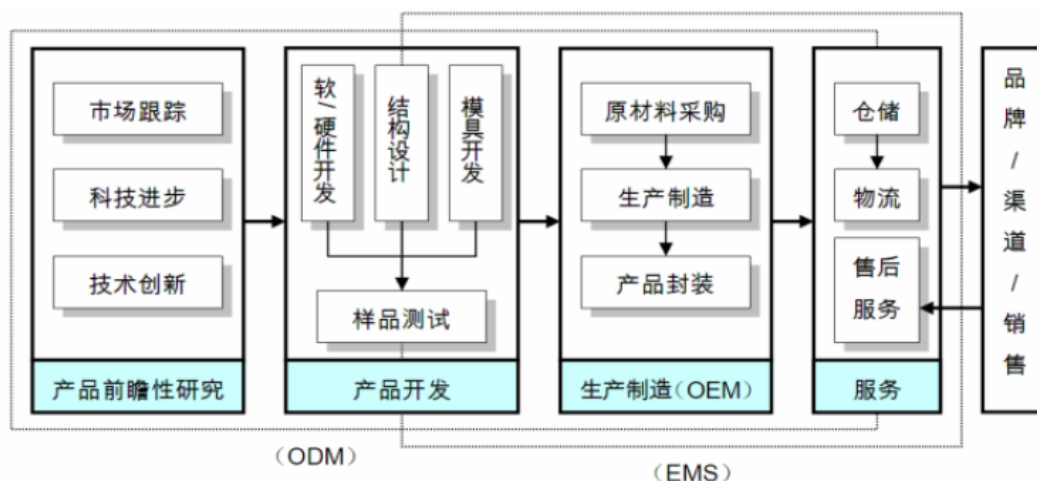 市场跟踪
科技进步
技术创新
产品前瞻性研究
软/硬件开发
结构设计
模具开发
样品测试
产品开发
原材料采购
生产制造
产品封装
生产制造（OEM）
仓储
物流
售后
服务
服务
品牌/渠道/销售
（ODM）
（EMS）